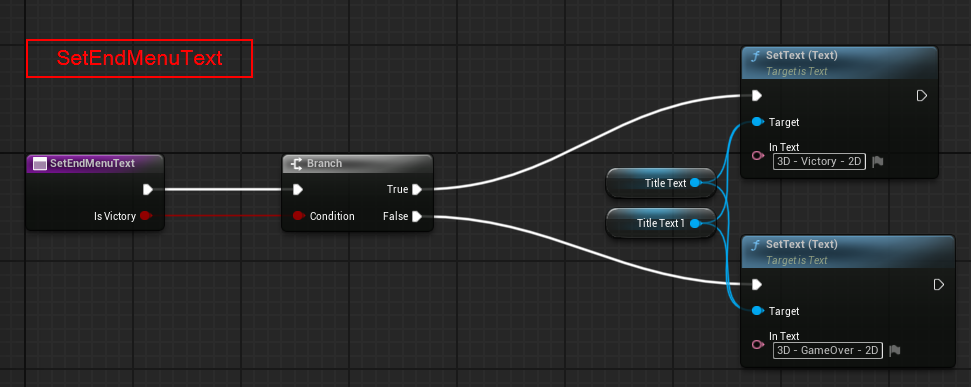 SetEndMenuText
SetEndMenuText
Is Victory
Branch
True
Condition
False
Title Text
Title Text 1
SetText (Text)
Target is Text
Target
In Text
3D - Victory - 2D
SetText (Text)
Target is Text
Target
In Text
3D - GameOver - 2D